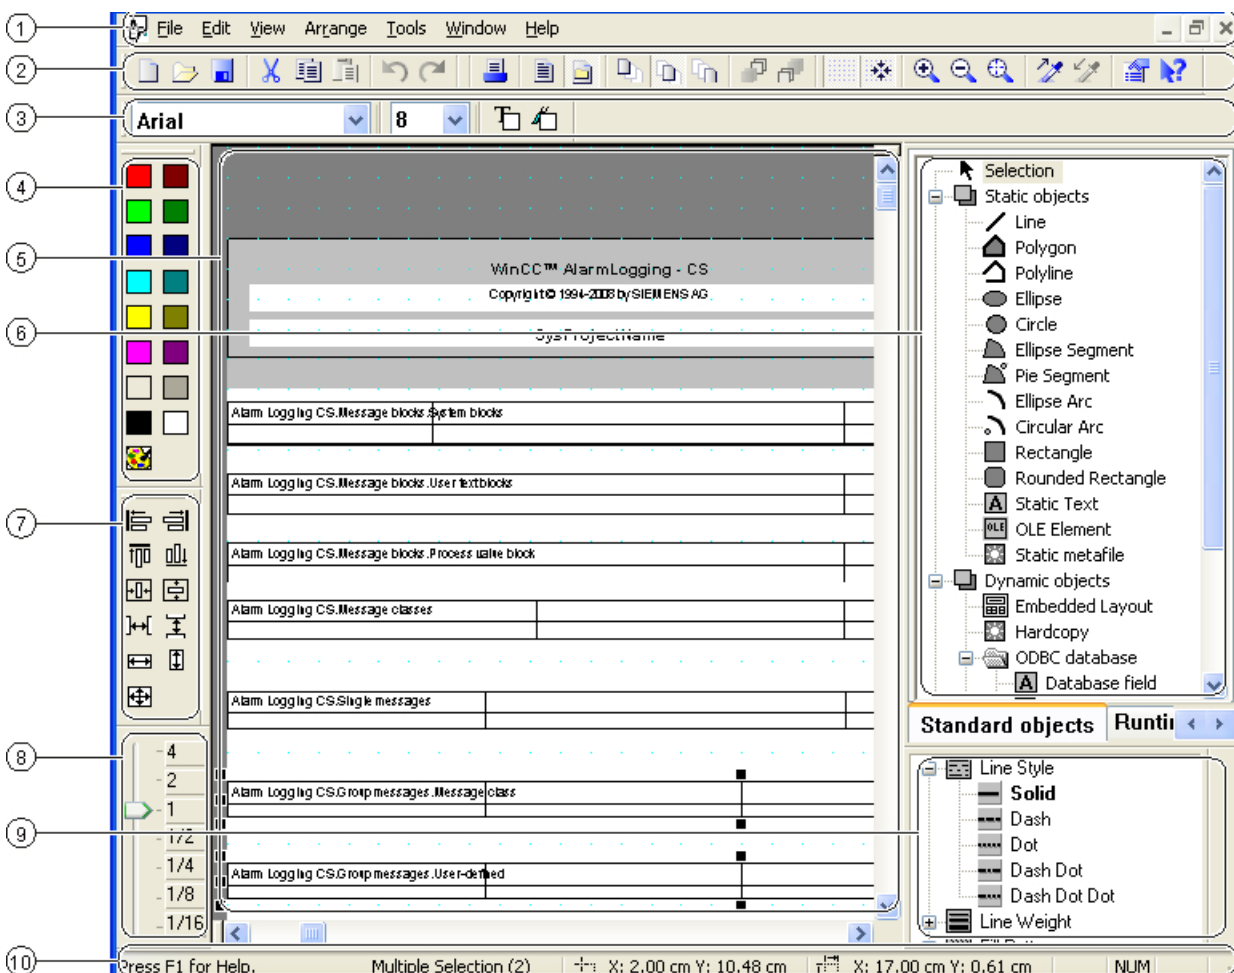 1 File Edit View Arrange Tools Window Help
2
3 Arial 8
4
5
6
7
8
9
10
WinCC™ AlarmLogging - CS
Copyright © 1994-2008 by SIEMENS AG
SysProjectName
Alarm Logging CS.Message blocks.System blocks
Alarm Logging CS.Message blocks.User textblocks
Alarm Logging CS.Message blocks.Process value block
Alarm Logging CS.Message classes
Alarm Logging CS.Single messages
Alarm Logging CS.Group messages.Message class
Alarm Logging CS.Group messages.User-defined
4
2
1
1/2
1/4
1/8
1/16
Selection
Static objects
Line
Polygon
Polyline
Ellipse
Circle
Ellipse Segment
Pie Segment
Ellipse Arc
Circular Arc
Rectangle
Rounded Rectangle
A Static Text
OLE OLE Element
Static metafile
Dynamic objects
Embedded Layout
Hardcopy
ODBC database
A Database field
Standard objects
Line Style
Solid
Dash
Dot
Dash Dot
Dash Dot Dot
Line Weight
Press F1 for Help. Multiple Selection (2) X: 2.00 cm Y: 10.48 cm X: 17.00 cm Y: 0.61 cm NUM